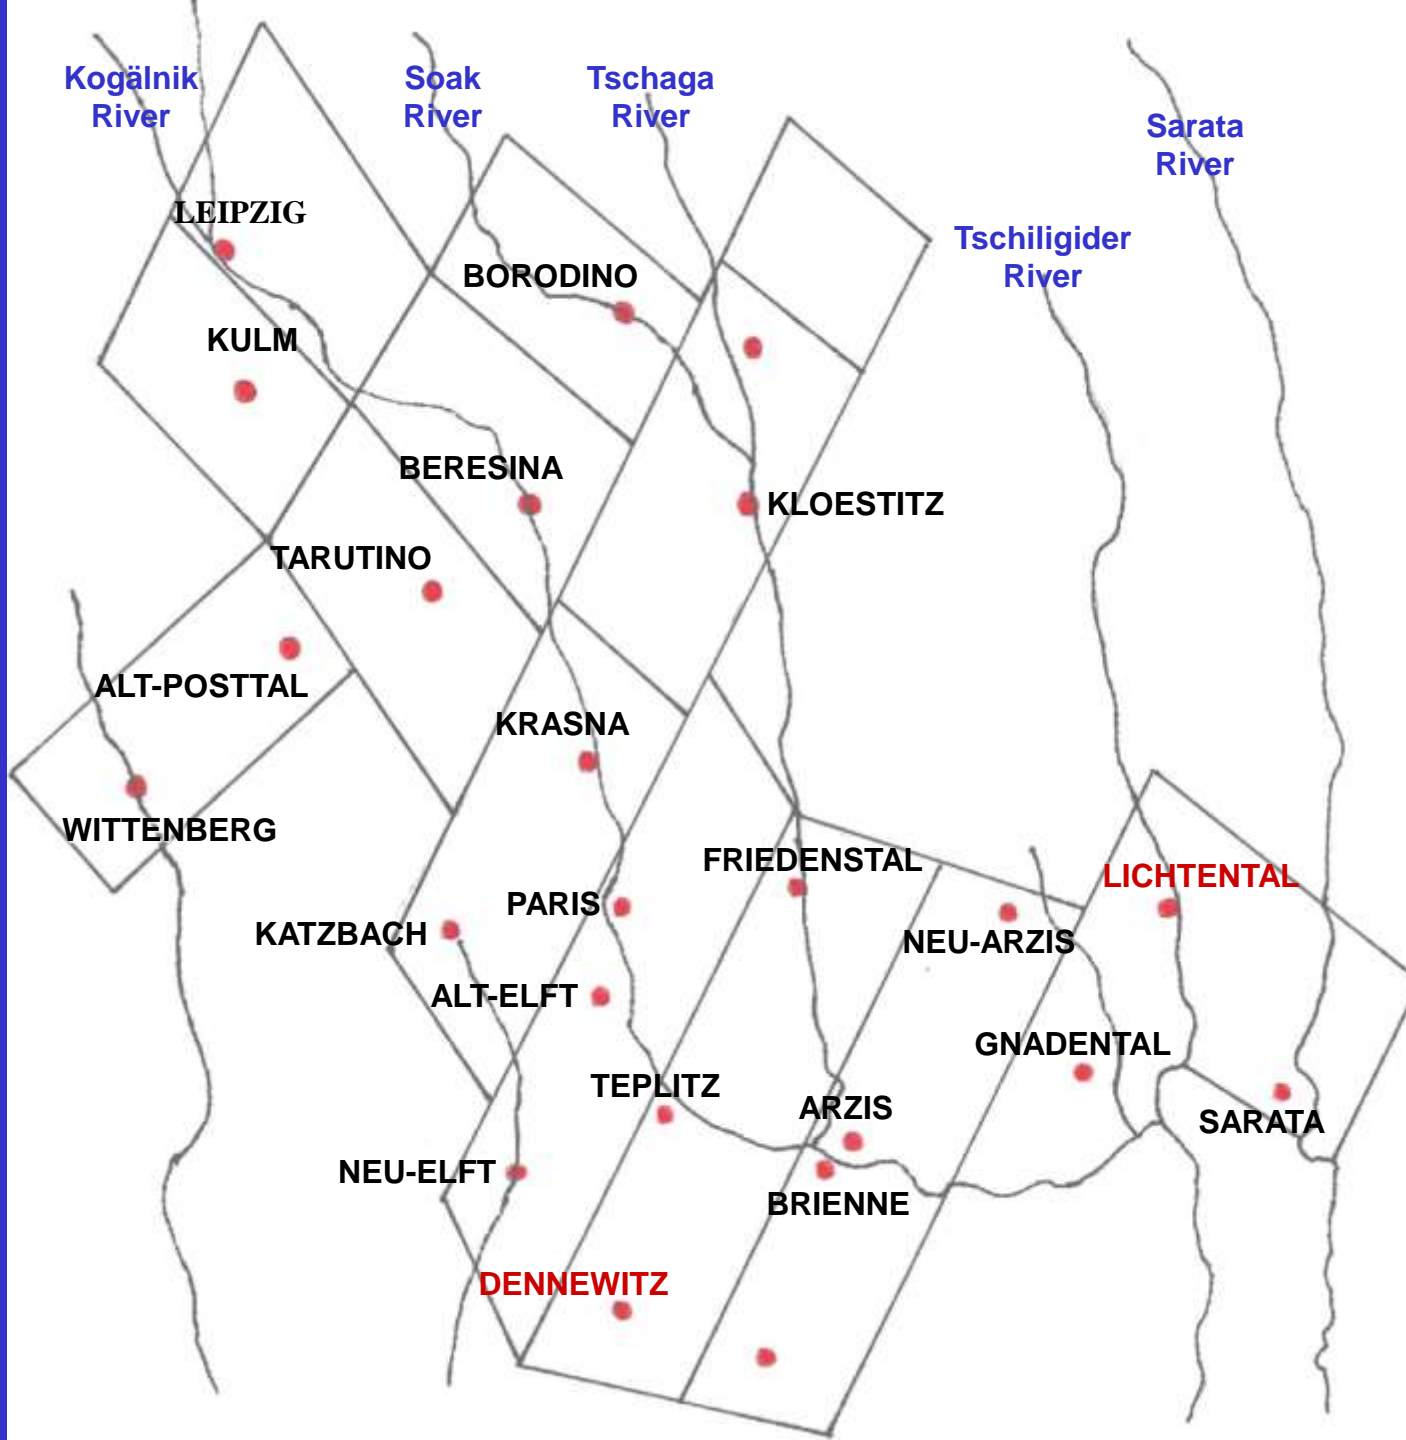 Kogälnik
River
Soak
River
Tschaga
River
Sarata
River
LEIPZIG
Tschiligider
River
BORODINO
KULM
BERESINA
KLOESTITZ
TARUTINO
ALT-POSTTAL
KRASNA
WITTENBERG
FRIEDENSTAL
LICHTENTAL
PARIS
KATZBACH
NEU-ARZIS
ALT-ELFT
GNADENTAL
TEPLITZ
ARZIS
SARATA
NEU-ELFT
BRIENNE
DENNEWITZ